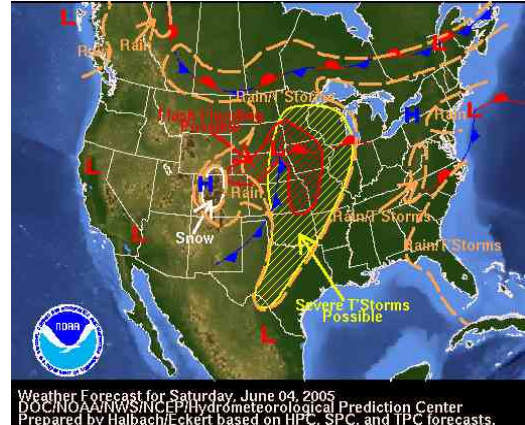 L
Rain
Rain
L
L
Rain/T'Storms
H
Rain
L
Flash Flooding
Possible
L
L
H
Rain
Snow
Rain/T'Storms
L
Rain/T'Storms
Severe T'Storms
Possible
L
NOAA
Weather Forecast for Saturday, June 04, 2005
DOC/NOAA/NWS/NCEP/Hydrometeorological Prediction Center
Prepared by Halbach/Eckert based on HPC, SPC, and TPC forecasts.